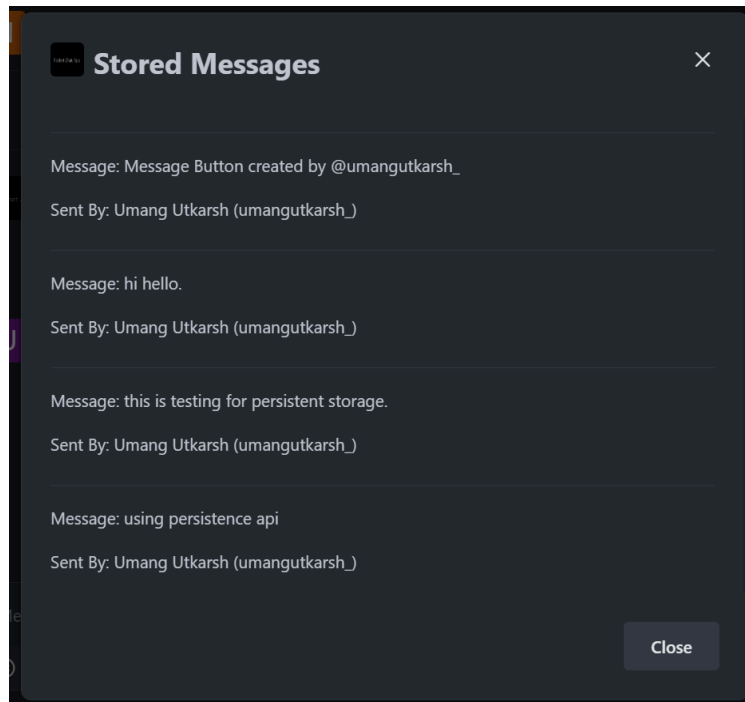 Stored Messages
Message: Message Button created by @umangutkarsh_
Sent By: Umang Utkarsh (umangutkarsh_)
Message: hi hello.
Sent By: Umang Utkarsh (umangutkarsh_)
Message: this is testing for persistent storage.
Sent By: Umang Utkarsh (umangutkarsh_)
Message: using persistence api
Sent By: Umang Utkarsh (umangutkarsh_)
Close